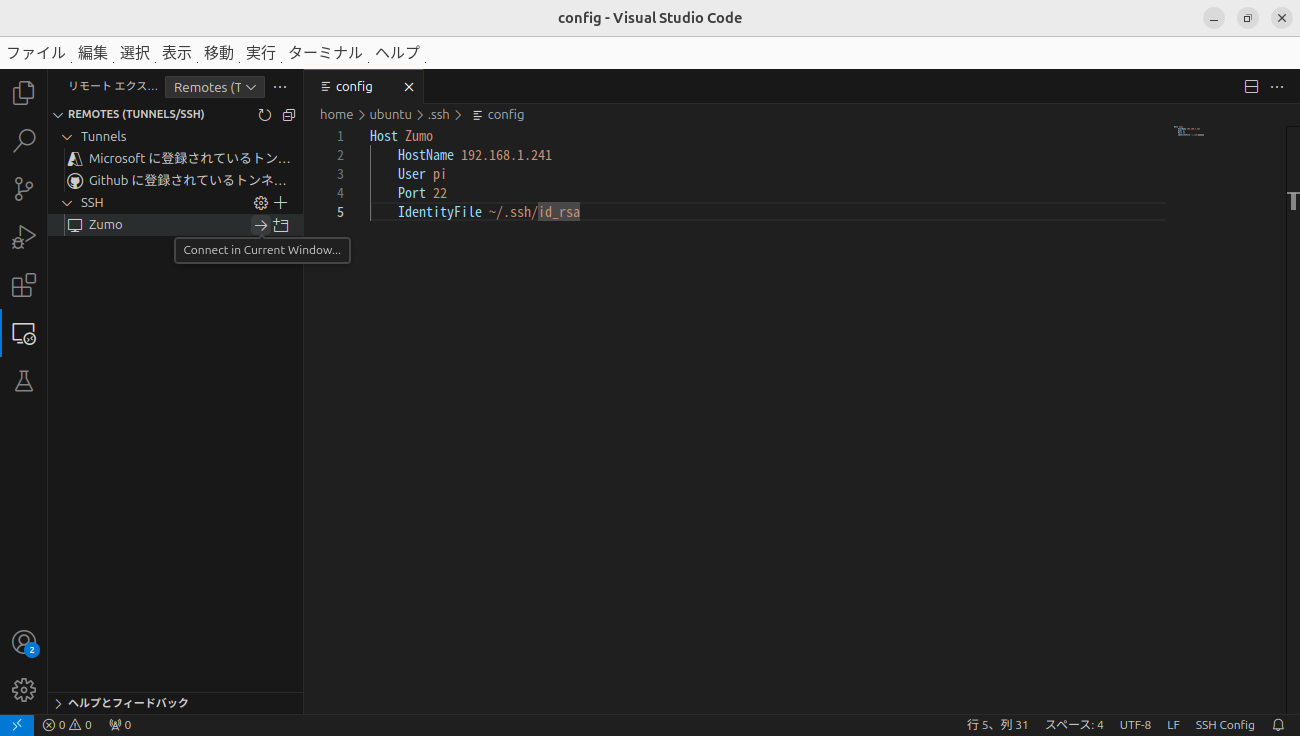 config - Visual Studio Code
ファイル 編集 選択 表示 移動 実行 ターミナル ヘルプ
リモート エクス... Remotes (T
config
REMOTES (TUNNELS/SSH)
home > ubuntu > .ssh > config
Tunnels
Microsoft に登録されているトン...
Github に登録されているトンネ...
SSH
Zumo
Connect in Current Window...
1 Host Zumo
2 HostName 192.168.1.241
3 User pi
4 Port 22
5 IdentityFile ~/.ssh/id_rsa
2
ヘルプとフィードバック
0 0 0
行 5、列 31 スペース: 4 UTF-8 LF SSH Config